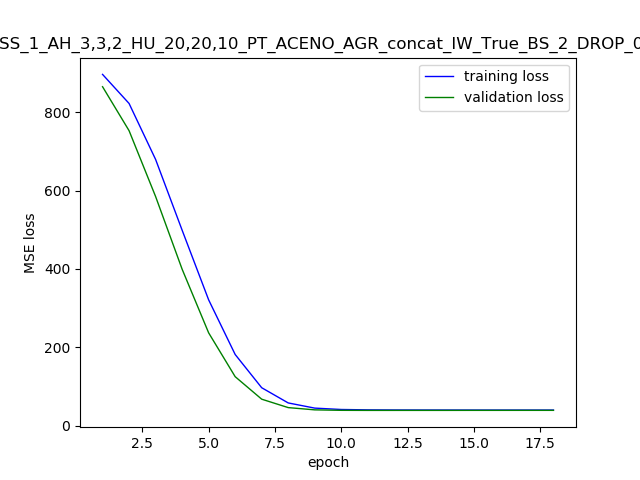 SS_1_AH_3,3,2_HU_20,20,10_PT_ACENO_AGR_concat_IW_True_BS_2_DROP_0
training loss
validation loss
MSE loss
800
600
400
200
0
2.5 5.0 7.5 10.0 12.5 15.0 17.5
epoch